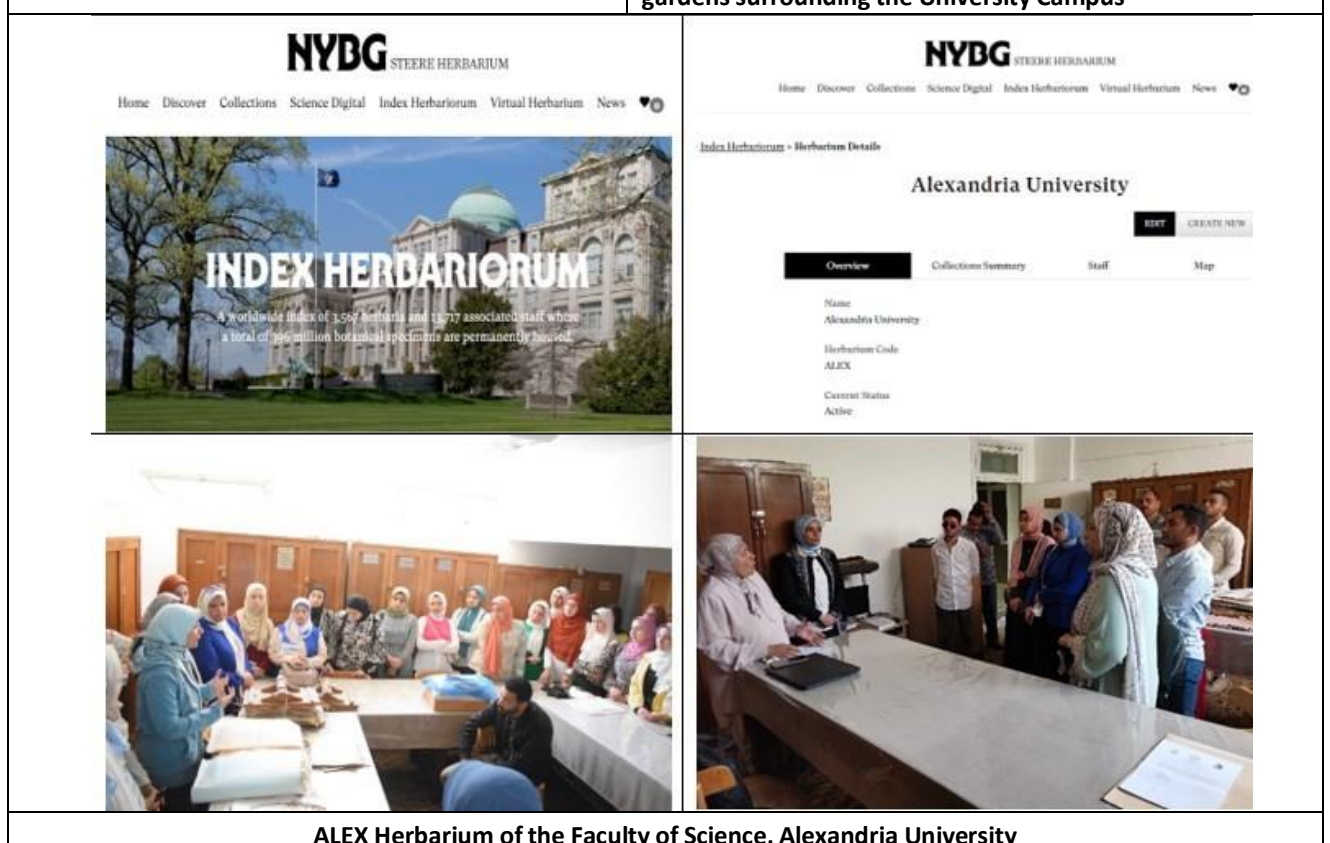 gardens surrounding the University Campus
NYBG STEERE HERBARIUM
Home Discover Collections Science Digital Index Herbariorum Virtual Herbarium News
INDEX HERBARIORUM
A worldwide index of 3,567 herbaria and 13,717 associated staff where
a total of 396 million botanical specimens are permanently housed.
NYBG STEERE HERBARIUM
Home Discover Collections Science Digital Index Herbariorum Virtual Herbarium News
Index Herbariorum » Herbarium Details
Alexandria University
EDIT CREATE NEW
Overview Collections Summary Staff Map
Name
Alexandria University
Herbarium Code
ALEX
Current Status
Active
ALEX Herbarium of the Faculty of Science, Alexandria University